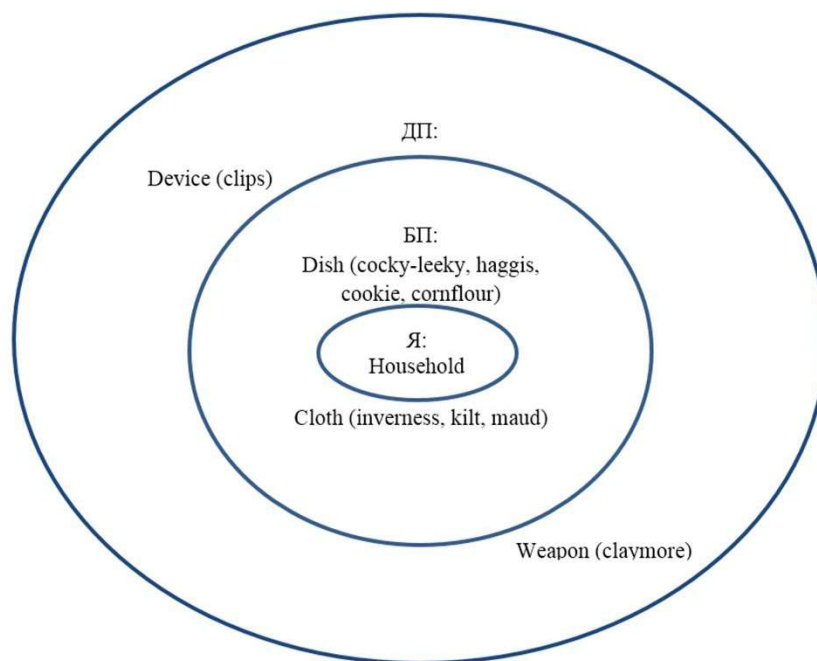 ДП:
Device (clips)
БП:
Dish (cocky-leeky, haggis,
cookie, cornflour)
Я:
Household
Cloth (inverness, kilt, maud)
Weapon (claymore)